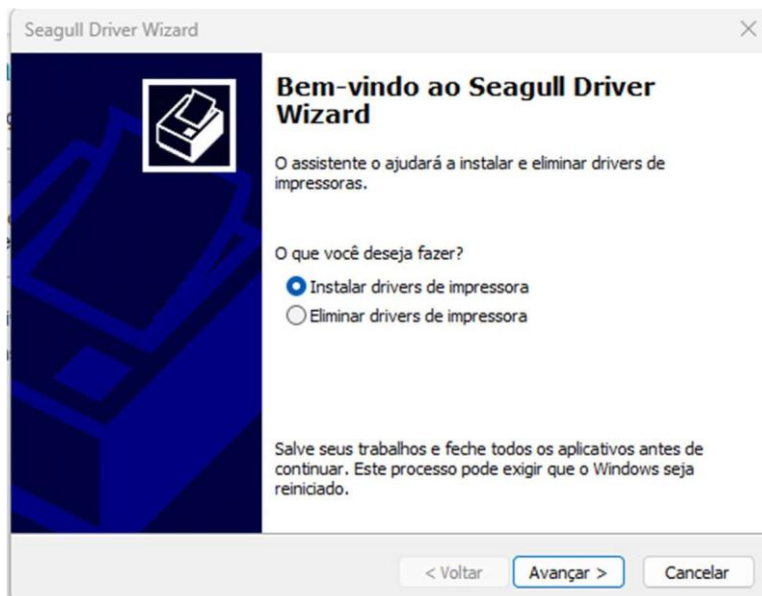 Seagull Driver Wizard
Bem-vindo ao Seagull Driver
Wizard
O assistente o ajudará a instalar e eliminar drivers de
impressoras.
O que você deseja fazer?
Instalar drivers de impressora
Eliminar drivers de impressora
Salve seus trabalhos e feche todos os aplicativos antes de
continuar. Este processo pode exigir que o Windows seja
reiniciado.
< Voltar
Avançar >
Cancelar